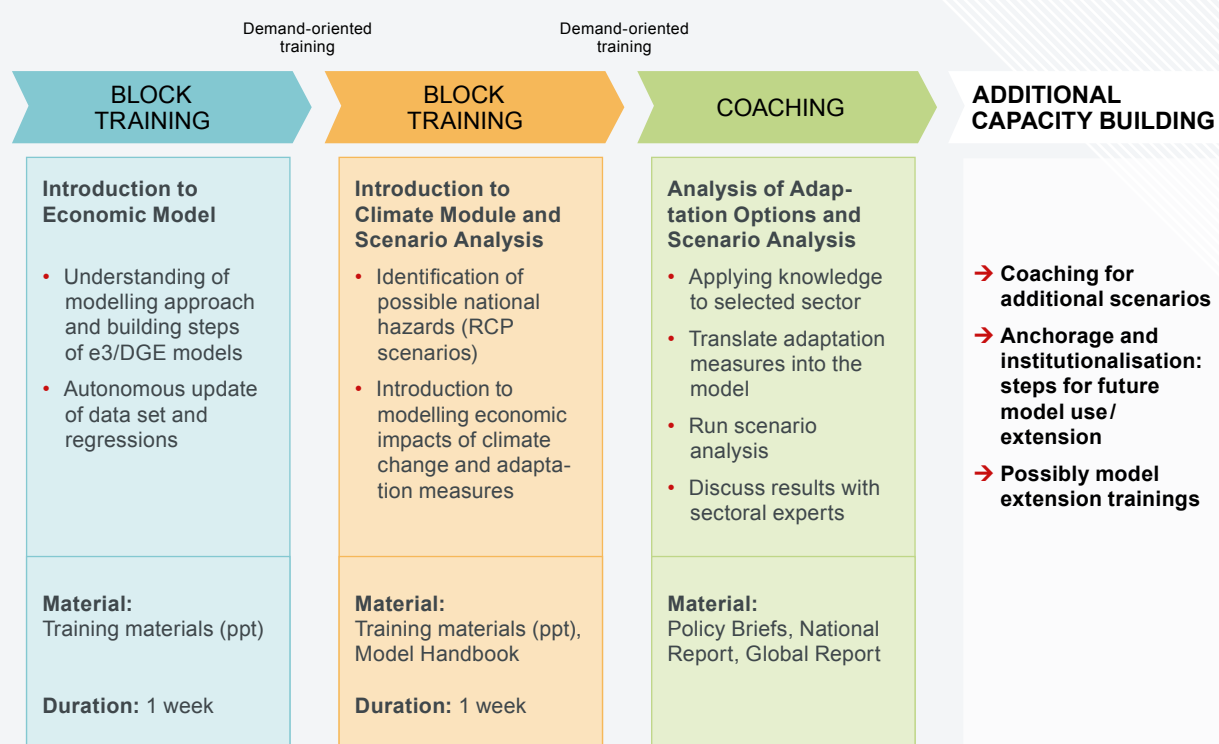 Demand-oriented
training
Demand-oriented
training
BLOCK
TRAINING
BLOCK
TRAINING
COACHING
ADDITIONAL
CAPACITY BUILDING
Introduction to
Economic Model
• Understanding of
modelling approach
and building steps
of e3/DGE models
• Autonomous update
of data set and
regressions
Material:
Training materials (ppt)
Duration: 1 week
Introduction to
Climate Module and
Scenario Analysis
• Identification of
possible national
hazards (RCP
scenarios)
• Introduction to
modelling economic
impacts of climate
change and adapta-
tion measures
Material:
Training materials (ppt),
Model Handbook
Duration: 1 week
Analysis of Adap-
tation Options and
Scenario Analysis
• Applying knowledge
to selected sector
• Translate adaptation
measures into the
model
• Run scenario
analysis
• Discuss results with
sectoral experts
Material:
Policy Briefs, National
Report, Global Report
→ Coaching for
additional scenarios
→ Anchorage and
institutionalisation:
steps for future
model use/
extension
→ Possibly model
extension trainings